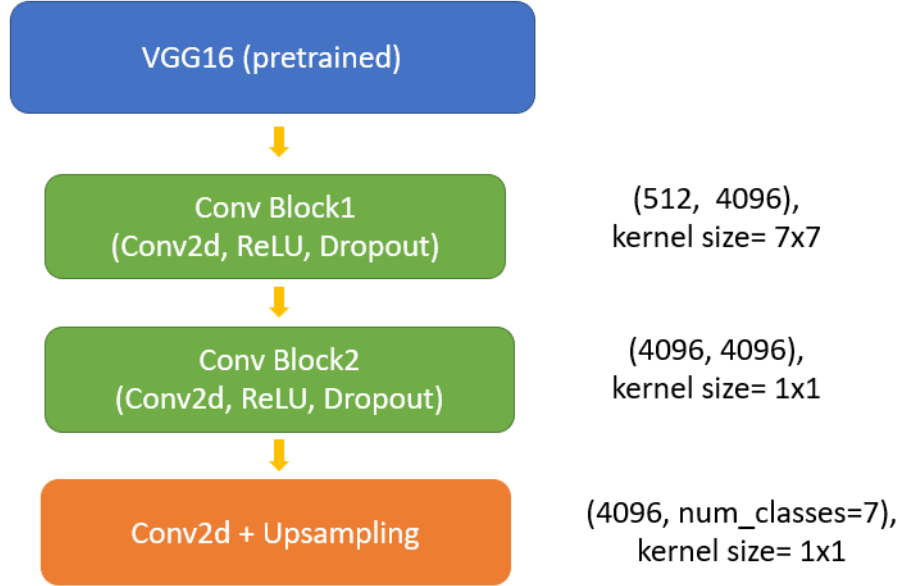 VGG16 (pretrained)
Conv Block1
(Conv2d, ReLU, Dropout)
(512,  4096),
kernel size= 7x7
Conv Block2
(Conv2d, ReLU, Dropout)
(4096, 4096),
kernel size= 1x1
Conv2d + Upsampling
(4096, num_classes=7),
kernel size= 1x1